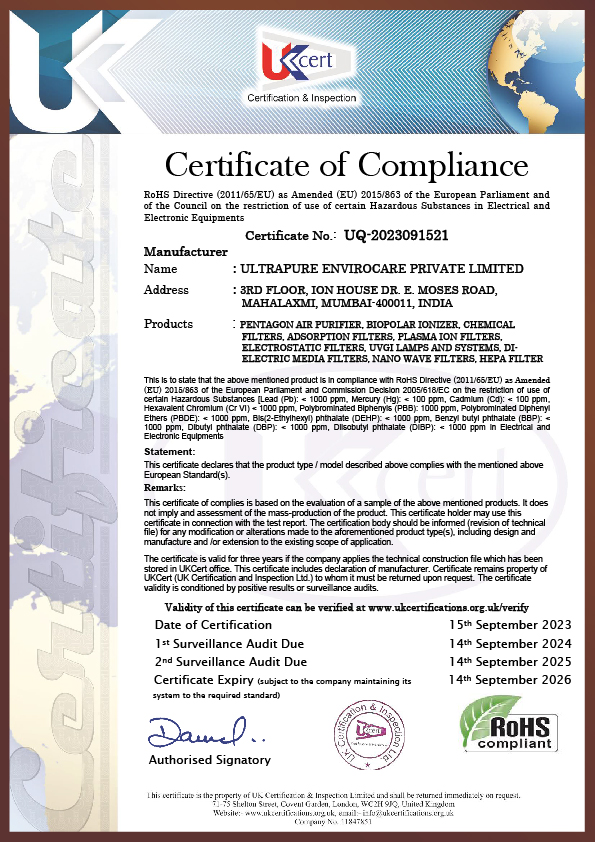 UK cert
Certification & Inspection
Certificate of Compliance
RoHS Directive (2011/65/EU) as Amended (EU) 2015/863 of the European Parliament and
of the Council on the restriction of use of certain Hazardous Substances in Electrical and
Electronic Equipments
Certificate No.: UQ-2023091521
Manufacturer
Name : ULTRAPURE ENVIROCARE PRIVATE LIMITED
Address : 3RD FLOOR, ION HOUSE DR. E. MOSES ROAD,
MAHALAXMI, MUMBAI-400011, INDIA
Products : PENTAGON AIR PURIFIER, BIOPOLAR IONIZER, CHEMICAL
FILTERS, ADSORPTION FILTERS, PLASMA ION FILTERS,
ELECTROSTATIC FILTERS, UVGI LAMPS AND SYSTEMS, DI-
ELECTRIC MEDIA FILTERS, NANO WAVE FILTERS, HEPA FILTER
This is to state that the above mentioned product is in compliance with RoHS Directive (2011/65/EU) as Amended
(EU) 2015/863 of the European Parliament and Commission Decision 2005/618/EC on the restriction of use of
certain Hazardous Substances [Lead (Pb): < 1000 ppm, Mercury (Hg): < 100 ppm, Cadmium (Cd): < 100 ppm,
Hexavalent Chromium (Cr VI) < 1000 ppm, Polybrominated Biphenyls (PBB): 1000 ppm, Polybrominated Diphenyl
Ethers (PBDE): < 1000 ppm, Bis(2-Ethylhexyl) phthalate (DEHP): < 1000 ppm, Benzyl butyl phthalate (BBP): <
1000 ppm, Dibutyl phthalate (DBP): < 1000 ppm, Diisobutyl phthalate (DIBP): < 1000 ppm in Electrical and
Electronic Equipments
Statement:
This certificate declares that the product type / model described above complies with the mentioned above
European Standard(s).
Remarks:
This certificate of complies is based on the evaluation of a sample of the above mentioned products. It does
not imply and assessment of the mass-production of the product. This certificate holder may use this
certificate in connection with the test report. The certification body should be informed (revision of technical
file) for any modification or alterations made to the aforementioned product type(s), including design and
manufacture and /or extension to the existing scope of application.
The certificate is valid for three years if the company applies the technical construction file which has been
stored in UKCert office. This certificate includes declaration of manufacturer. Certificate remains property of
UKCert (UK Certification and Inspection Ltd.) to whom it must be returned upon request. The certificate
validity is conditioned by positive results or surveillance audits.
Validity of this certificate can be verified at www.ukcertifications.org.uk/verify
Date of Certification 15th September 2023
1st Surveillance Audit Due 14th September 2024
2nd Surveillance Audit Due 14th September 2025
Certificate Expiry (subject to the company maintaining its 14th September 2026
system to the required standard)
Authorised Signatory
UK Certification & Inspection Ltd.
UK cert
RoHS
compliant
This certificate is the property of UK Certification & Inspection Limited and shall be returned immediately on request.
71-75 Shelton Street, Covent Garden, London, WC2H 9JQ, United Kingdom
Website:- www.ukcertifications.org.uk, email:- info@ukcertifications.org.uk
Company No. 11847851
Certificate